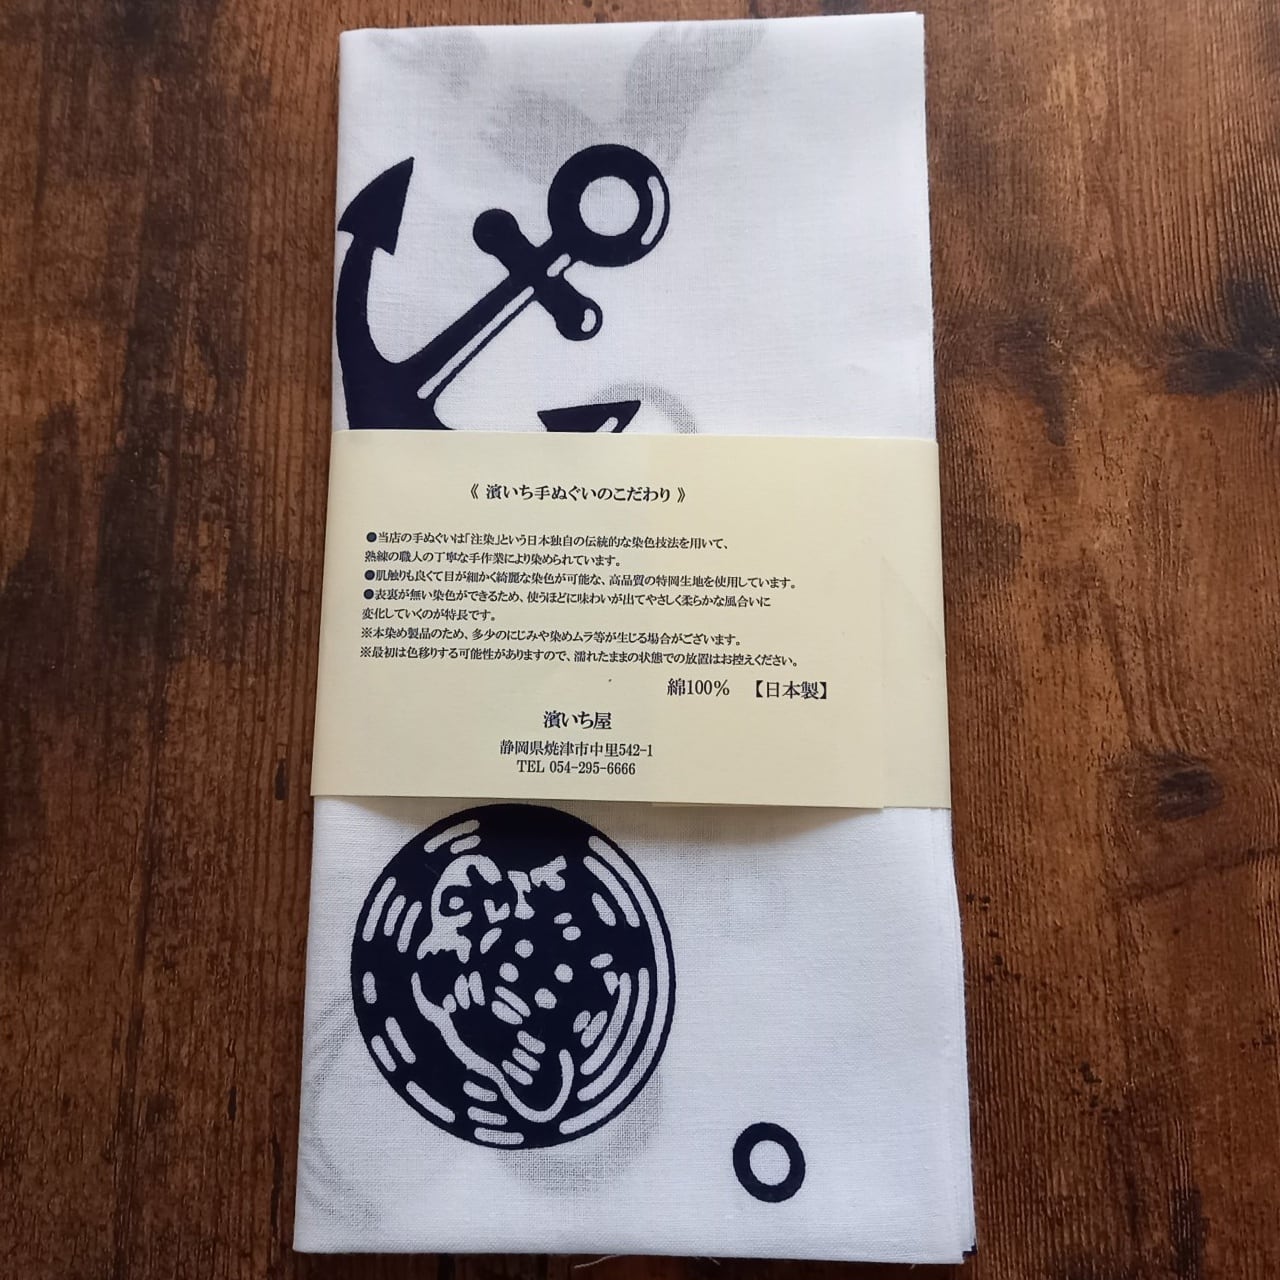 《 濱いち手ぬぐいのこだわり 》
●当店の手ぬぐいは「注染」という日本独自の伝統的な染色技法を用いて、
熟練の職人の丁寧な手作業により染められています。
●肌触りも良くて目が細かく綺麗な染色が可能な、高品質の特岡生地を使用しています。
●表裏が無い染色ができるため、使うほどに味わいが出てやさしく柔らかな風合いに
変化していくのが特長です。
※本染め製品のため、多少のにじみや染めムラ等が生じる場合がございます。
※最初は色移りする可能性がありますので、濡れたままの状態での放置はお控えください。
綿100% 【日本製】
濱いち屋
静岡県焼津市中里542-1
TEL 054-295-6666